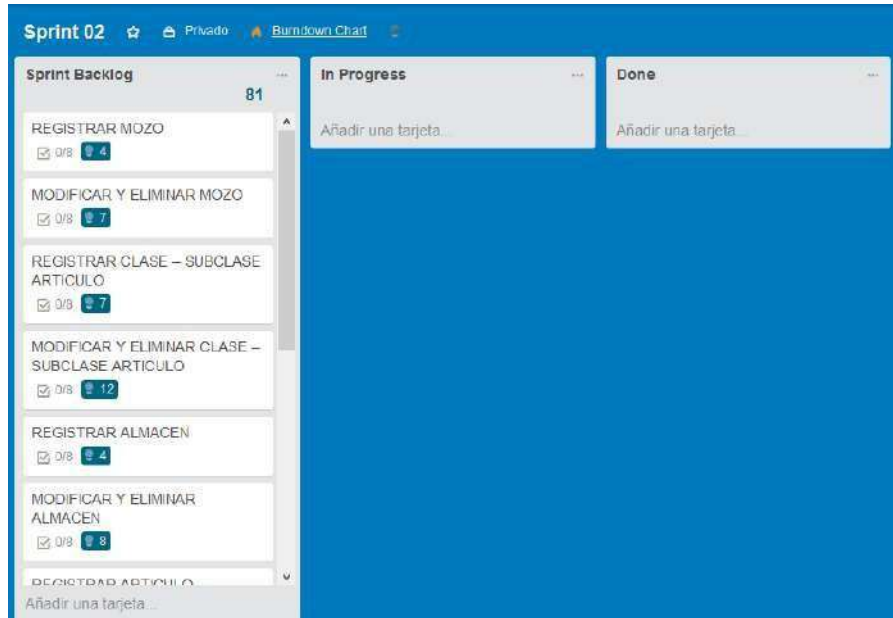 Sprint 02 Privado Burndown Chart
Sprint Backlog
81
REGISTRAR MOZO
0/8 4
MODIFICAR Y ELIMINAR MOZO
0/8 7
REGISTRAR CLASE – SUBCLASE
ARTICULO
0/8 7
MODIFICAR Y ELIMINAR CLASE –
SUBCLASE ARTICULO
0/8 12
REGISTRAR ALMACEN
0/8 4
MODIFICAR Y ELIMINAR
ALMACEN
0/8 8
REGISTRAR ARTICULO
Añadir una tarjeta...
In Progress
Añadir una tarjeta...
Done
Añadir una tarjeta...